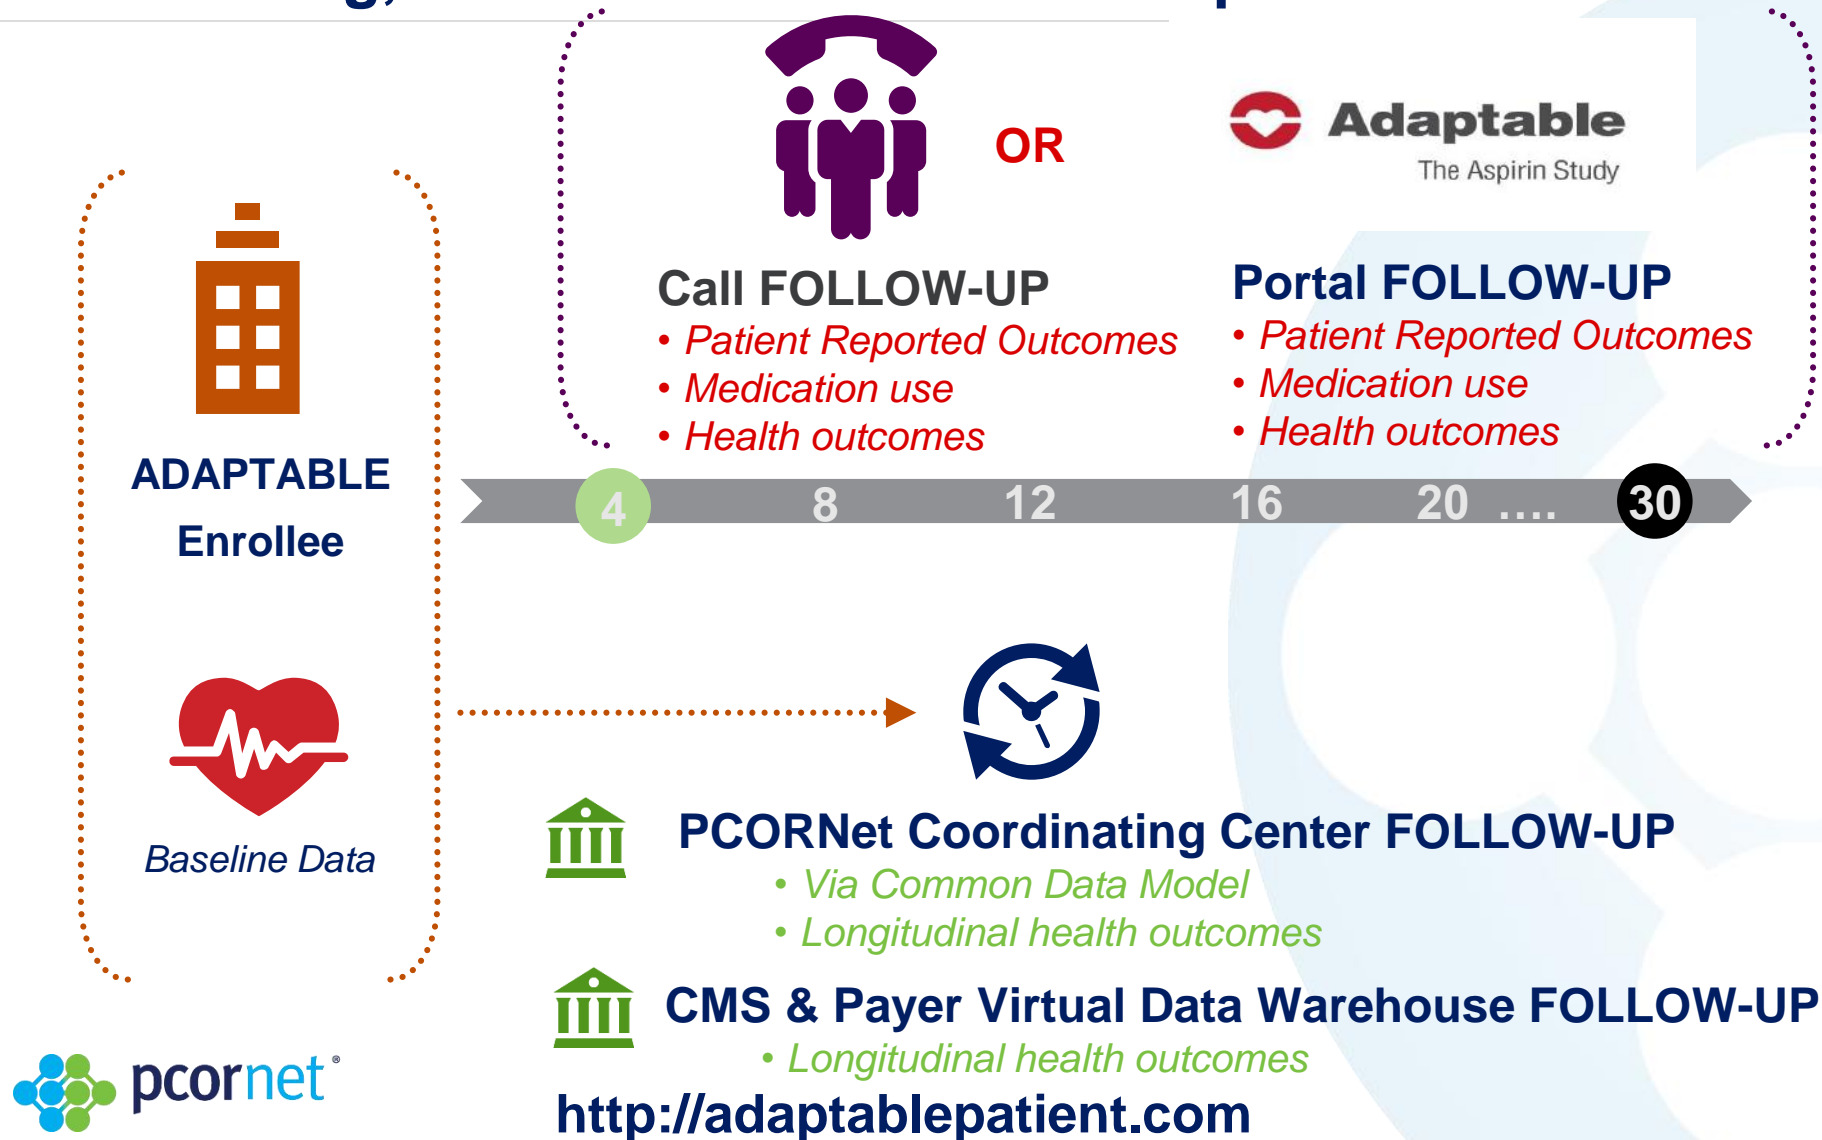 OR
Adaptable
The Aspirin Study
Call FOLLOW-UP
• Patient Reported Outcomes
• Medication use
• Health outcomes
Portal FOLLOW-UP
• Patient Reported Outcomes
• Medication use
• Health outcomes
ADAPTABLE
Enrollee
4 8 12 16 20 .... 30
Baseline Data
PCORNet Coordinating Center FOLLOW-UP
• Via Common Data Model
• Longitudinal health outcomes
CMS & Payer Virtual Data Warehouse FOLLOW-UP
• Longitudinal health outcomes
pcornet®
http://adaptablepatient.com